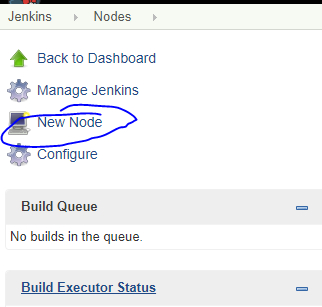 Jenkins Nodes
Back to Dashboard
Manage Jenkins
New Node
Configure
Build Queue
No builds in the queue.
Build Executor Status